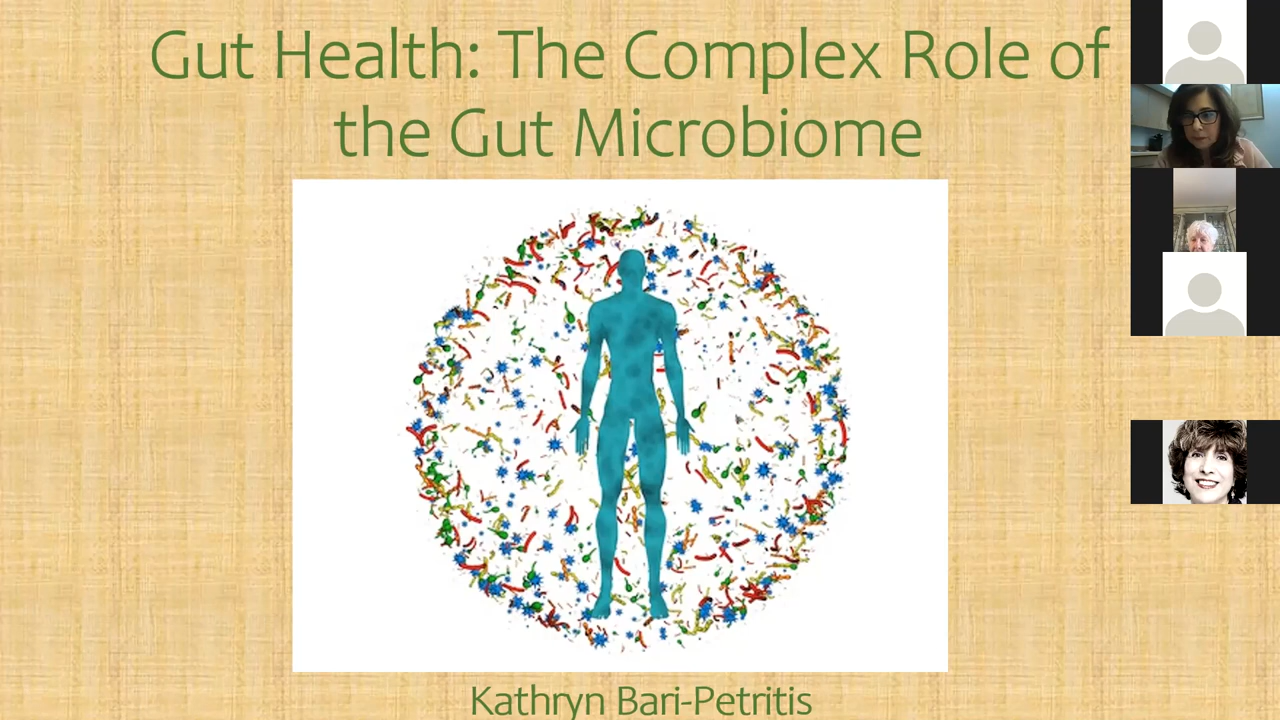 Gut Health: The Complex Role of
the Gut Microbiome
Kathryn Bari-Petritis